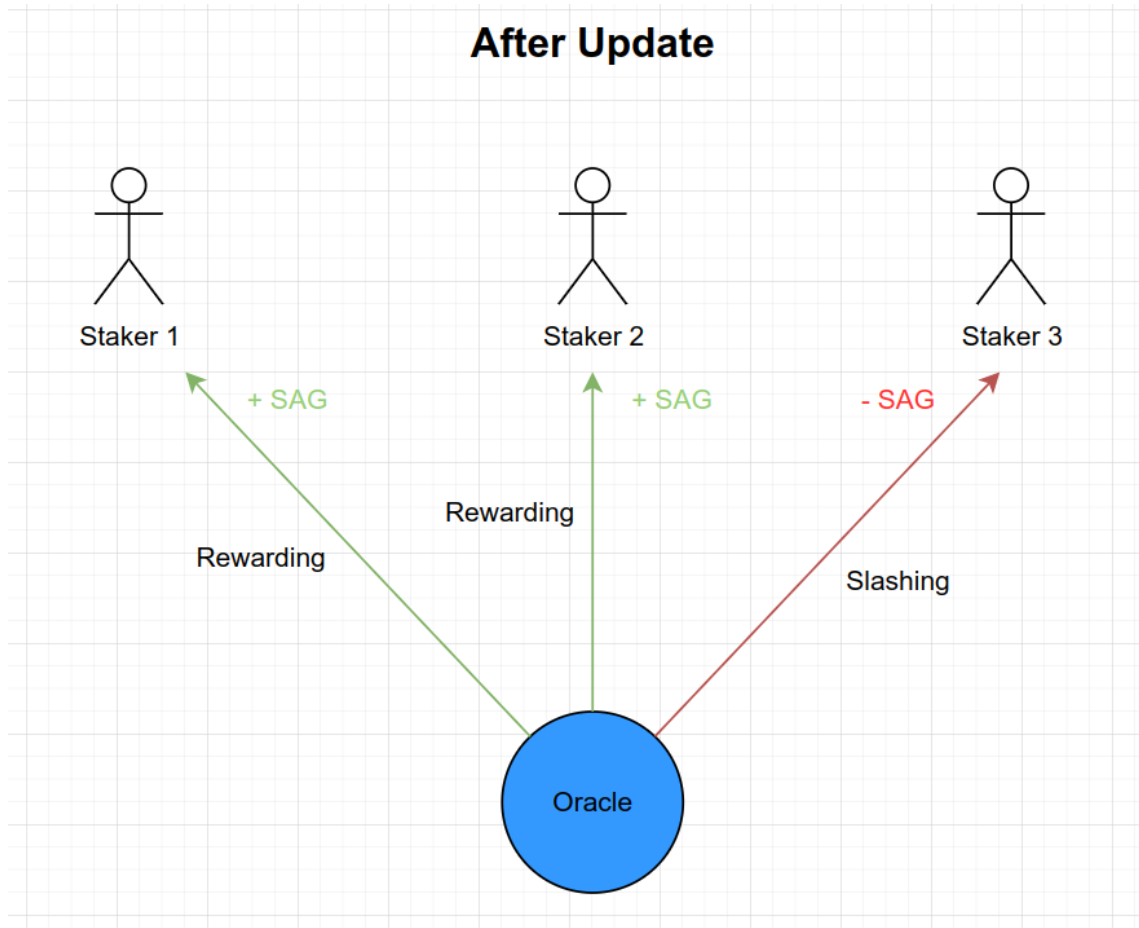 After Update
Staker 1
Staker 2
Staker 3
+ SAG
+ SAG
- SAG
Rewarding
Rewarding
Slashing
Oracle